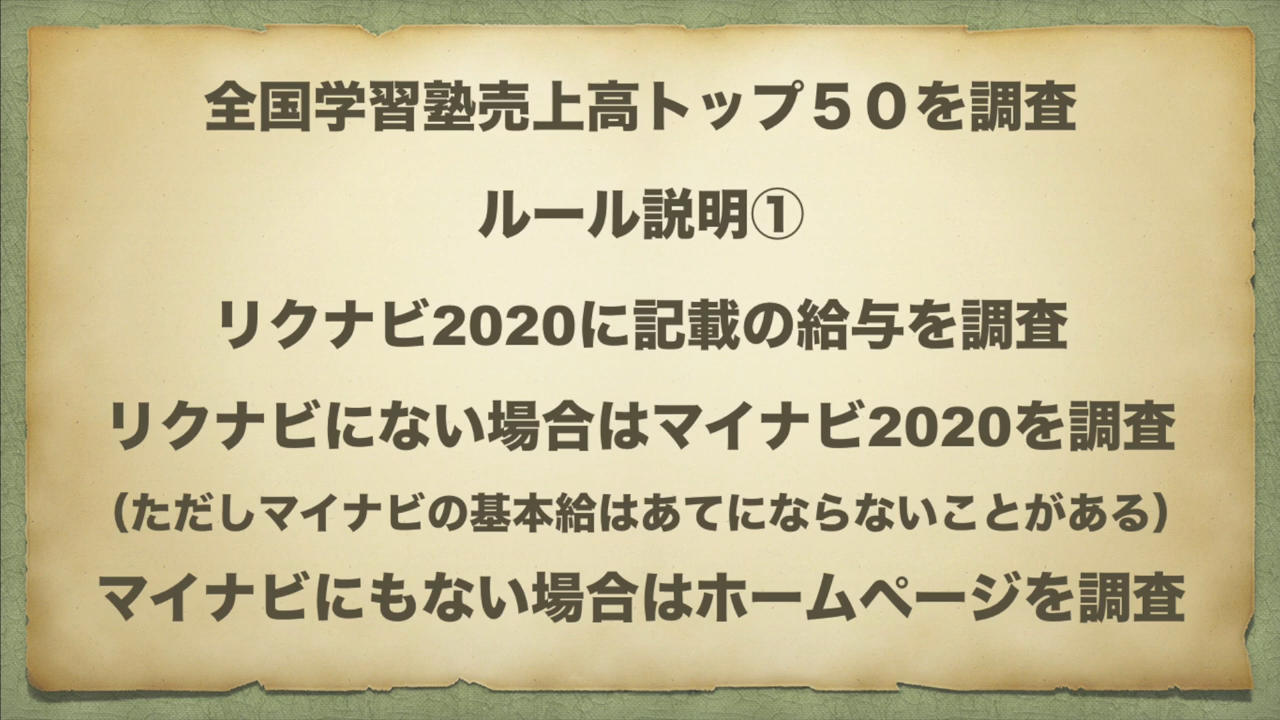 全国学習塾売上高トップ５０を調査
ルール説明①
リクナビ2020に記載の給与を調査
リクナビにない場合はマイナビ2020を調査
（ただしマイナビの基本給はあてにならないことがある）
マイナビにもない場合はホームページを調査